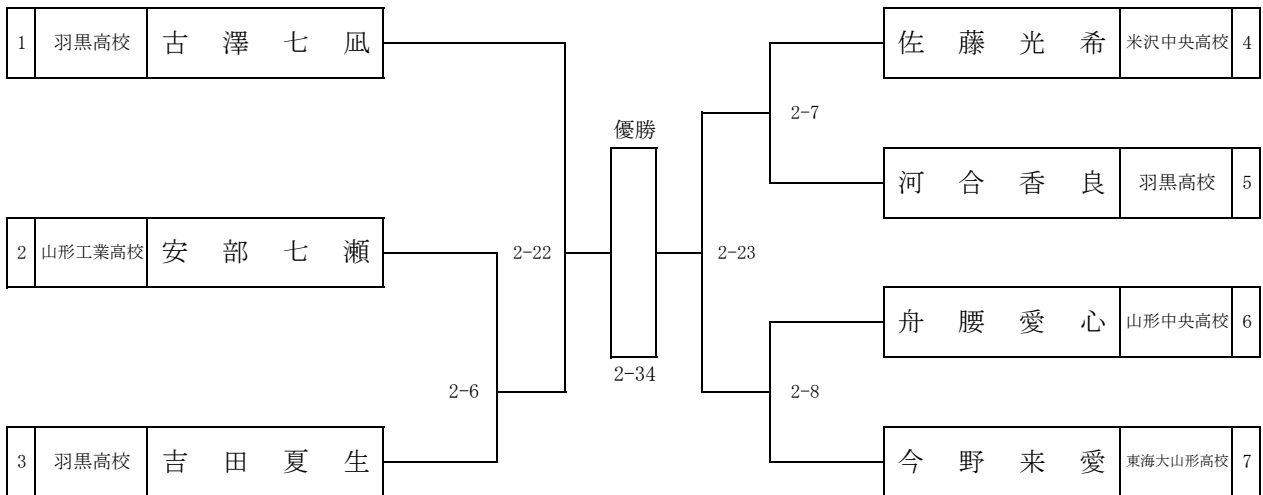 1 羽黒高校 古澤七凪
2 山形工業高校 安部七瀬
3 羽黒高校 吉田夏生
2-6
2-22
優勝
2-34
2-23
2-7
2-8
佐藤光希 米沢中央高校 4
河合香良 羽黒高校 5
舟腰愛心 山形中央高校 6
今野来愛 東海大山形高校 7